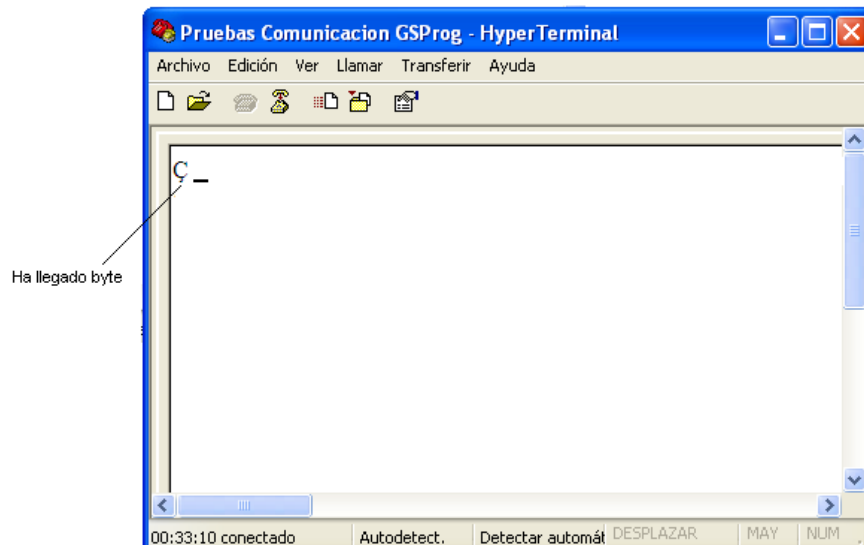 Pruebas Comunicacion GSProg - HyperTerminal
Archivo Edición Ver Llamar Transferir Ayuda
Ç _
Ha llegado byte
00:33:10 conectado Autodetect. Detectar automát DESPLAZAR MAY NUM